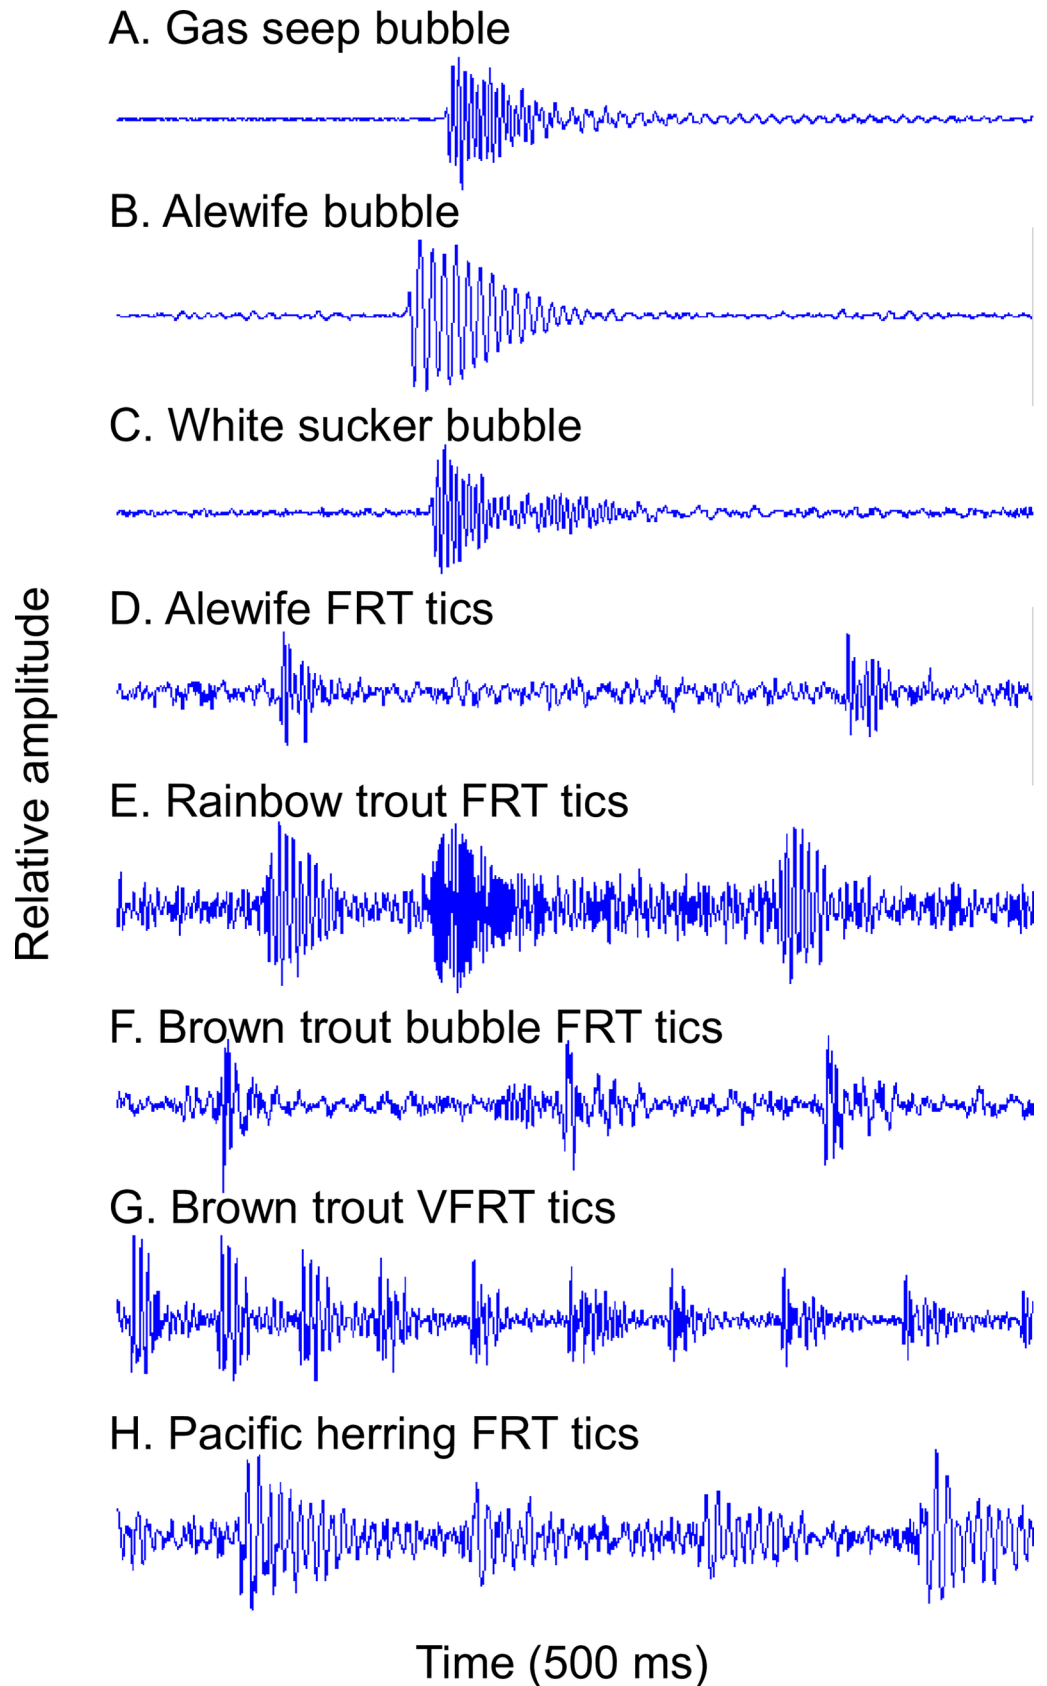 A. Gas seep bubble
B. Alewife bubble
C. White sucker bubble
D. Alewife FRT tics
E. Rainbow trout FRT tics
F. Brown trout bubble FRT tics
G. Brown trout VFRT tics
H. Pacific herring FRT tics
Relative amplitude
Time (500 ms)